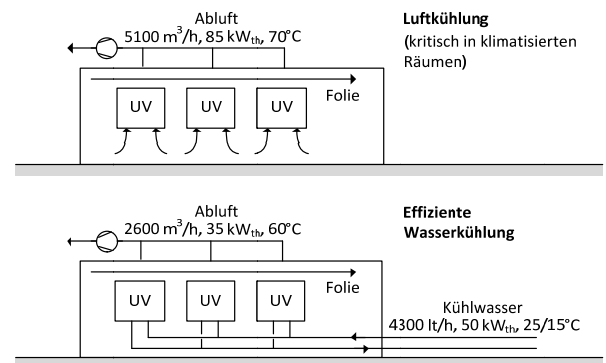 Abluft
5100 m³/h, 85 kWth, 70°C
Luftkühlung
(kritisch in klimatisierten
Räumen)
Folie
UV
UV
UV
Abluft
2600 m³/h, 35 kWth, 60°C
Effiziente
Wasserkühlung
Folie
UV
UV
UV
Kühlwasser
4300 lt/h, 50 kWth, 25/15°C